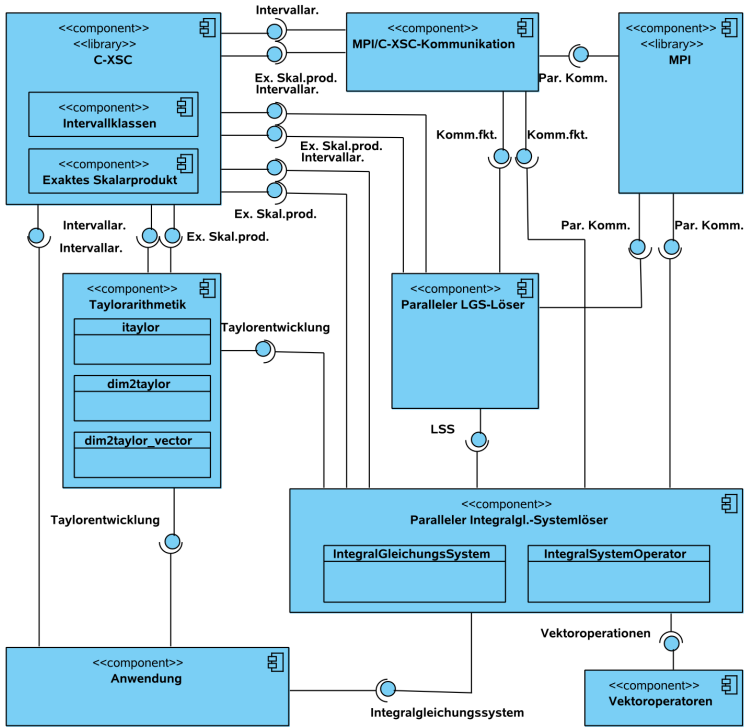 <<component>>
<<library>>
C-XSC
<<component>>
Intervallklassen
<<component>>
Exaktes Skalarprodukt
Intervallar.
Ex. Skal.prod.
<<component>>
MPI/C-XSC-Kommunikation
Par. Komm.
<<component>>
<<library>>
MPI
Intervallar.
Ex. Skal.prod.
Intervallar.
Ex. Skal.prod.
Komm.fkt.
Komm.fkt.
Intervallar.
Intervallar.
Ex. Skal.prod.
Par. Komm.
Par. Komm.
<<component>>
Taylorarithmetik
itaylor
dim2taylor
dim2taylor_vector
Taylorentwicklung
<<component>>
Paralleler LGS-Löser
LSS
Taylorentwicklung
<<component>>
Paralleler Integralgl.-Systemlöser
IntegralGleichungsSystem
IntegralSystemOperator
Vektoroperationen
<<component>>
Anwendung
Integralgleichungssystem
<<component>>
Vektoroperatoren